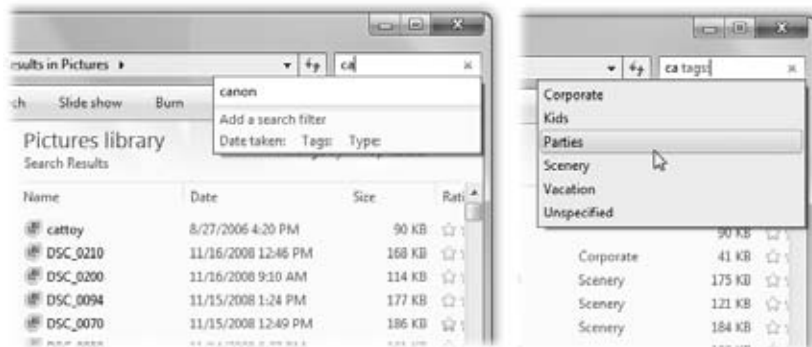 esults in Pictures
ca
canon
Add a search filter
Date taken: Tags: Type:
ch Slide show Burn
Pictures library
Search Results
Name Date Size Rati
cattoy 8/27/2006 4:20 PM 90 KB
DSC_0210 11/16/2008 12:46 PM 168 KB
DSC_0200 11/16/2008 9:10 AM 114 KB
DSC_0094 11/15/2008 1:24 PM 177 KB
DSC_0070 11/15/2008 12:49 PM 186 KB
ca tags:
Corporate
Kids
Parties
Scenery
Vacation
Unspecified
90 KB
Corporate 41 KB
Scenery 175 KB
Scenery 121 KB
Scenery 184 KB